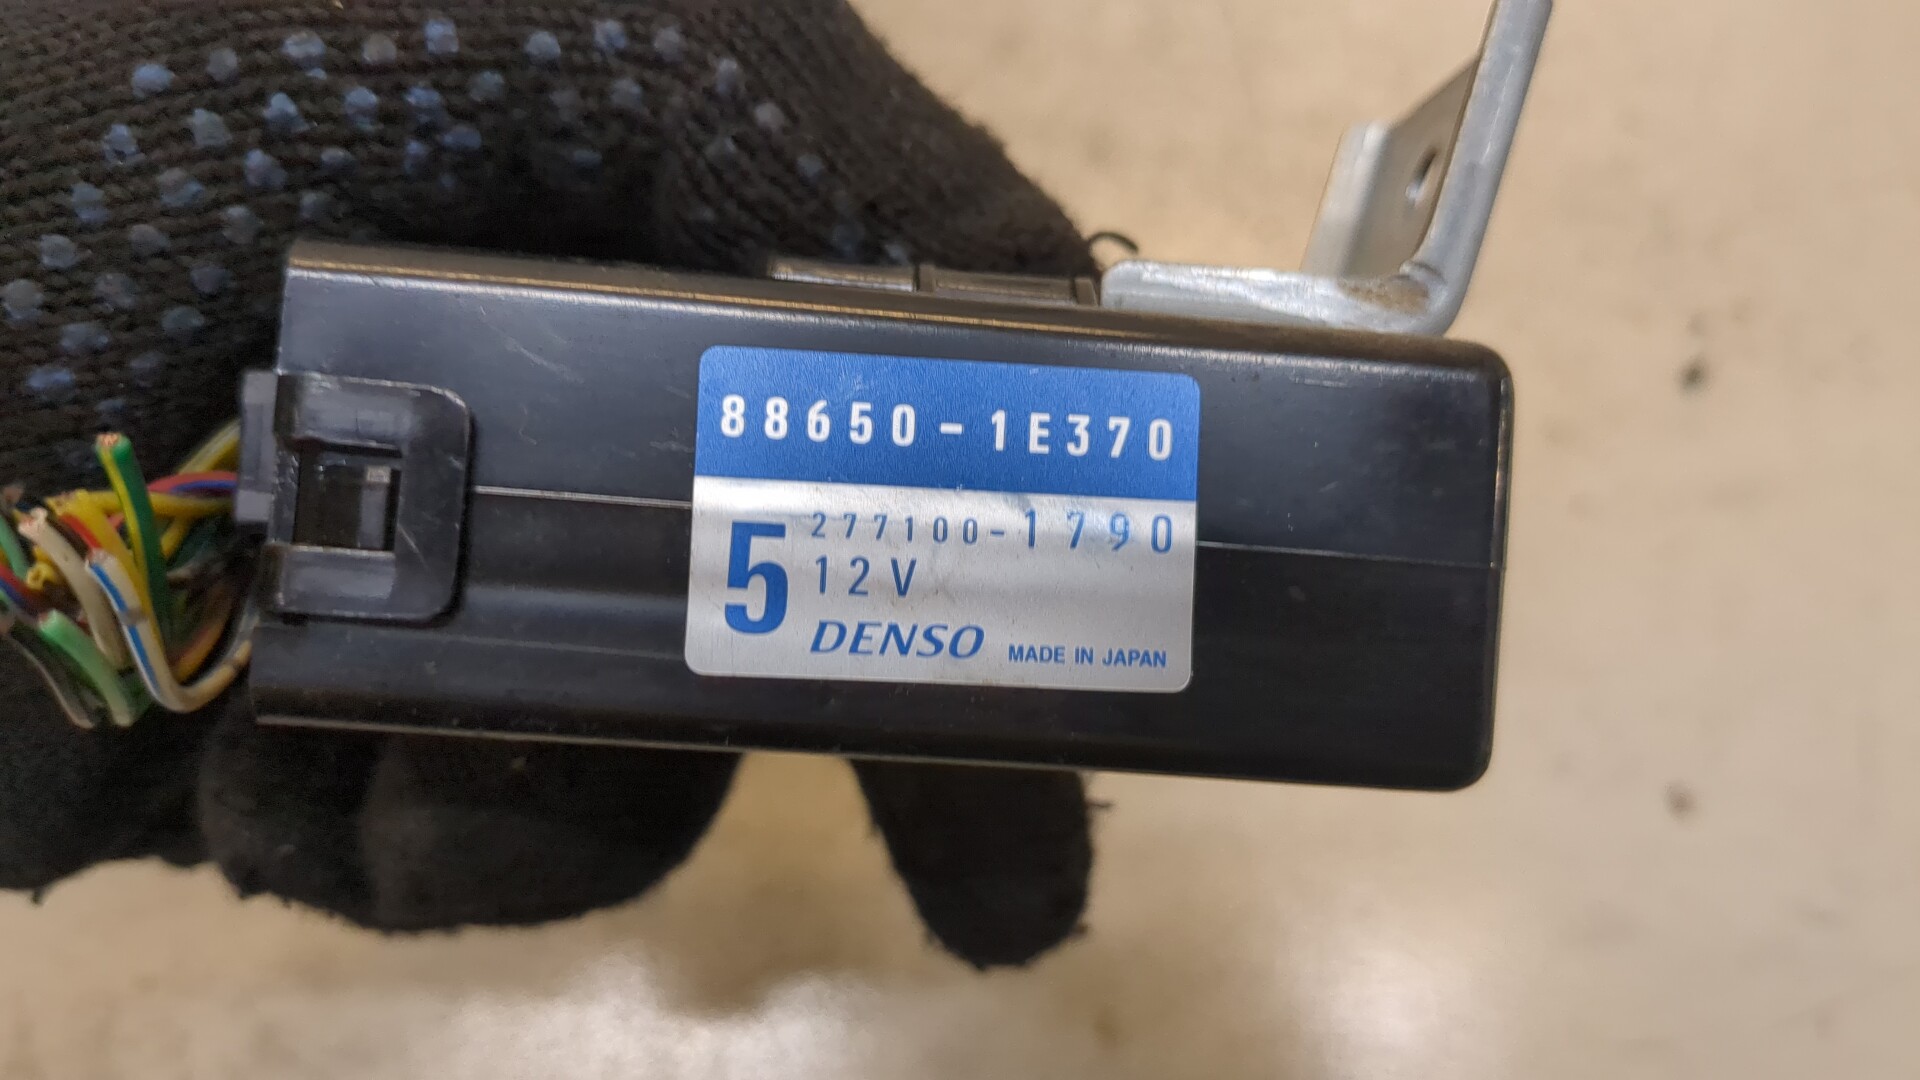 88650-1E370
5 277100-1790
12V
DENSO MADE IN JAPAN